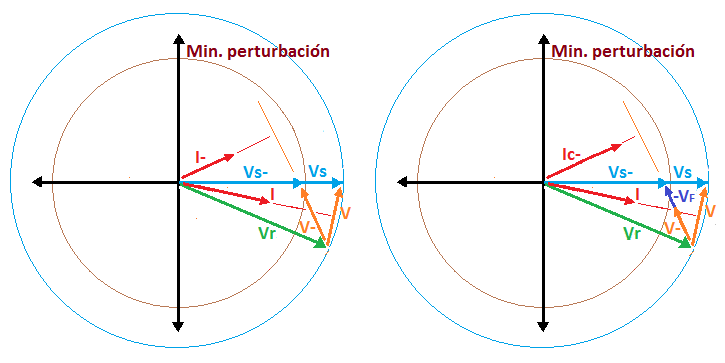 Min. perturbación
I-
Vs-
Vs
I
V
V-
Vr
Min. perturbación
Ic-
Vs-
Vs
-VF
I
V
V-
Vr